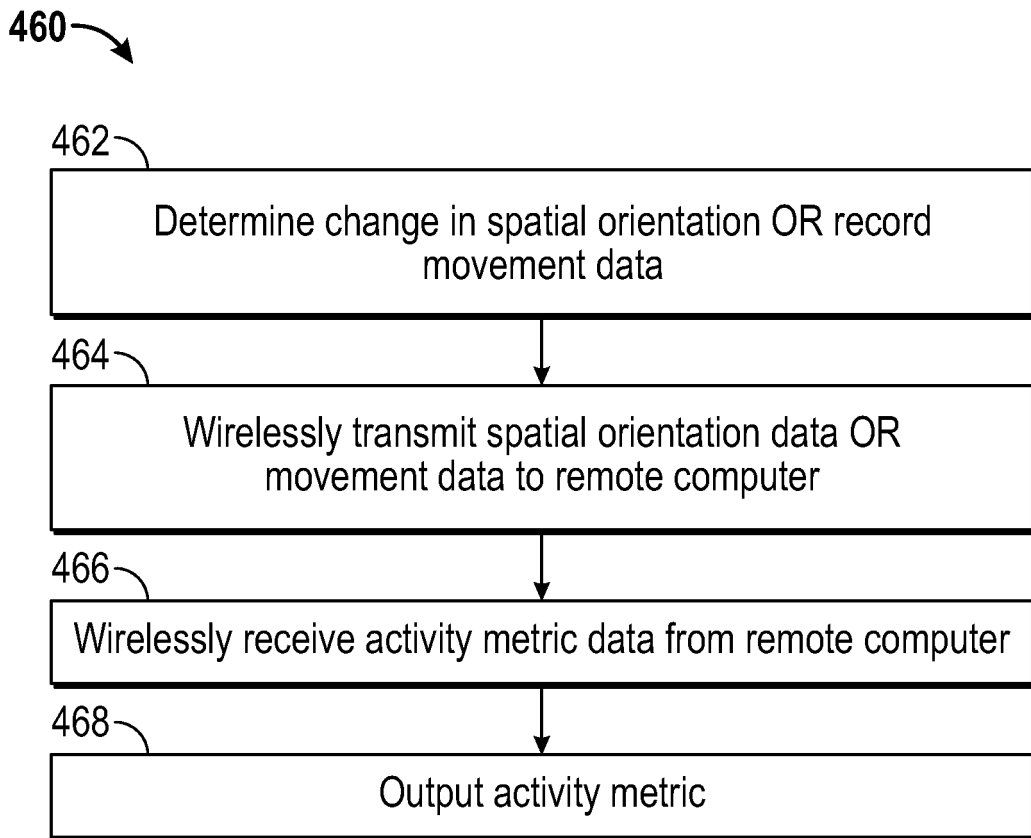 460
462
Determine change in spatial orientation OR record
movement data
464
Wirelessly transmit spatial orientation data OR
movement data to remote computer
466
Wirelessly receive activity metric data from remote computer
468
Output activity metric